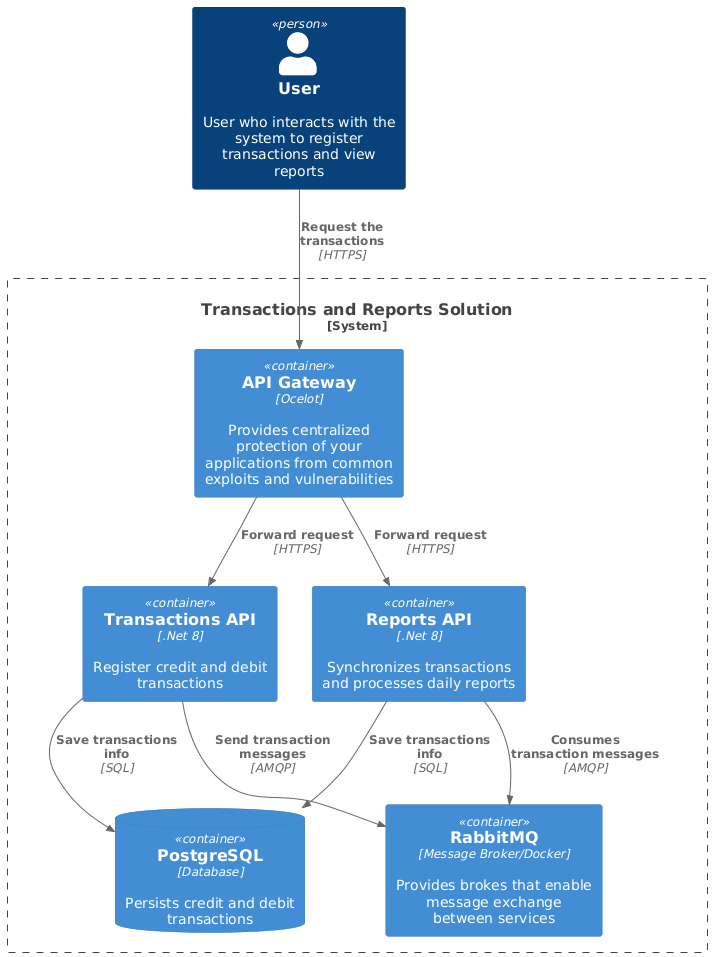 «person»
User
User who interacts with the
system to register
transactions and view
reports
Request the
transactions
[HTTPS]
Transactions and Reports Solution
[System]
«container»
API Gateway
[Ocelot]
Provides centralized
protection of your
applications from common
exploits and vulnerabilities
Forward request
[HTTPS]
Forward request
[HTTPS]
«container»
Transactions API
[.Net 8]
Register credit and debit
transactions
«container»
Reports API
[.Net 8]
Synchronizes transactions
and processes daily reports
Save transactions
info
[SQL]
Send transaction
messages
[AMQP]
Save transactions
info
[SQL]
Consumes
transaction messages
[AMQP]
«container»
PostgreSQL
[Database]
Persists credit and debit
transactions
«container»
RabbitMQ
[Message Broker/Docker]
Provides brokes that enable
message exchange
between services